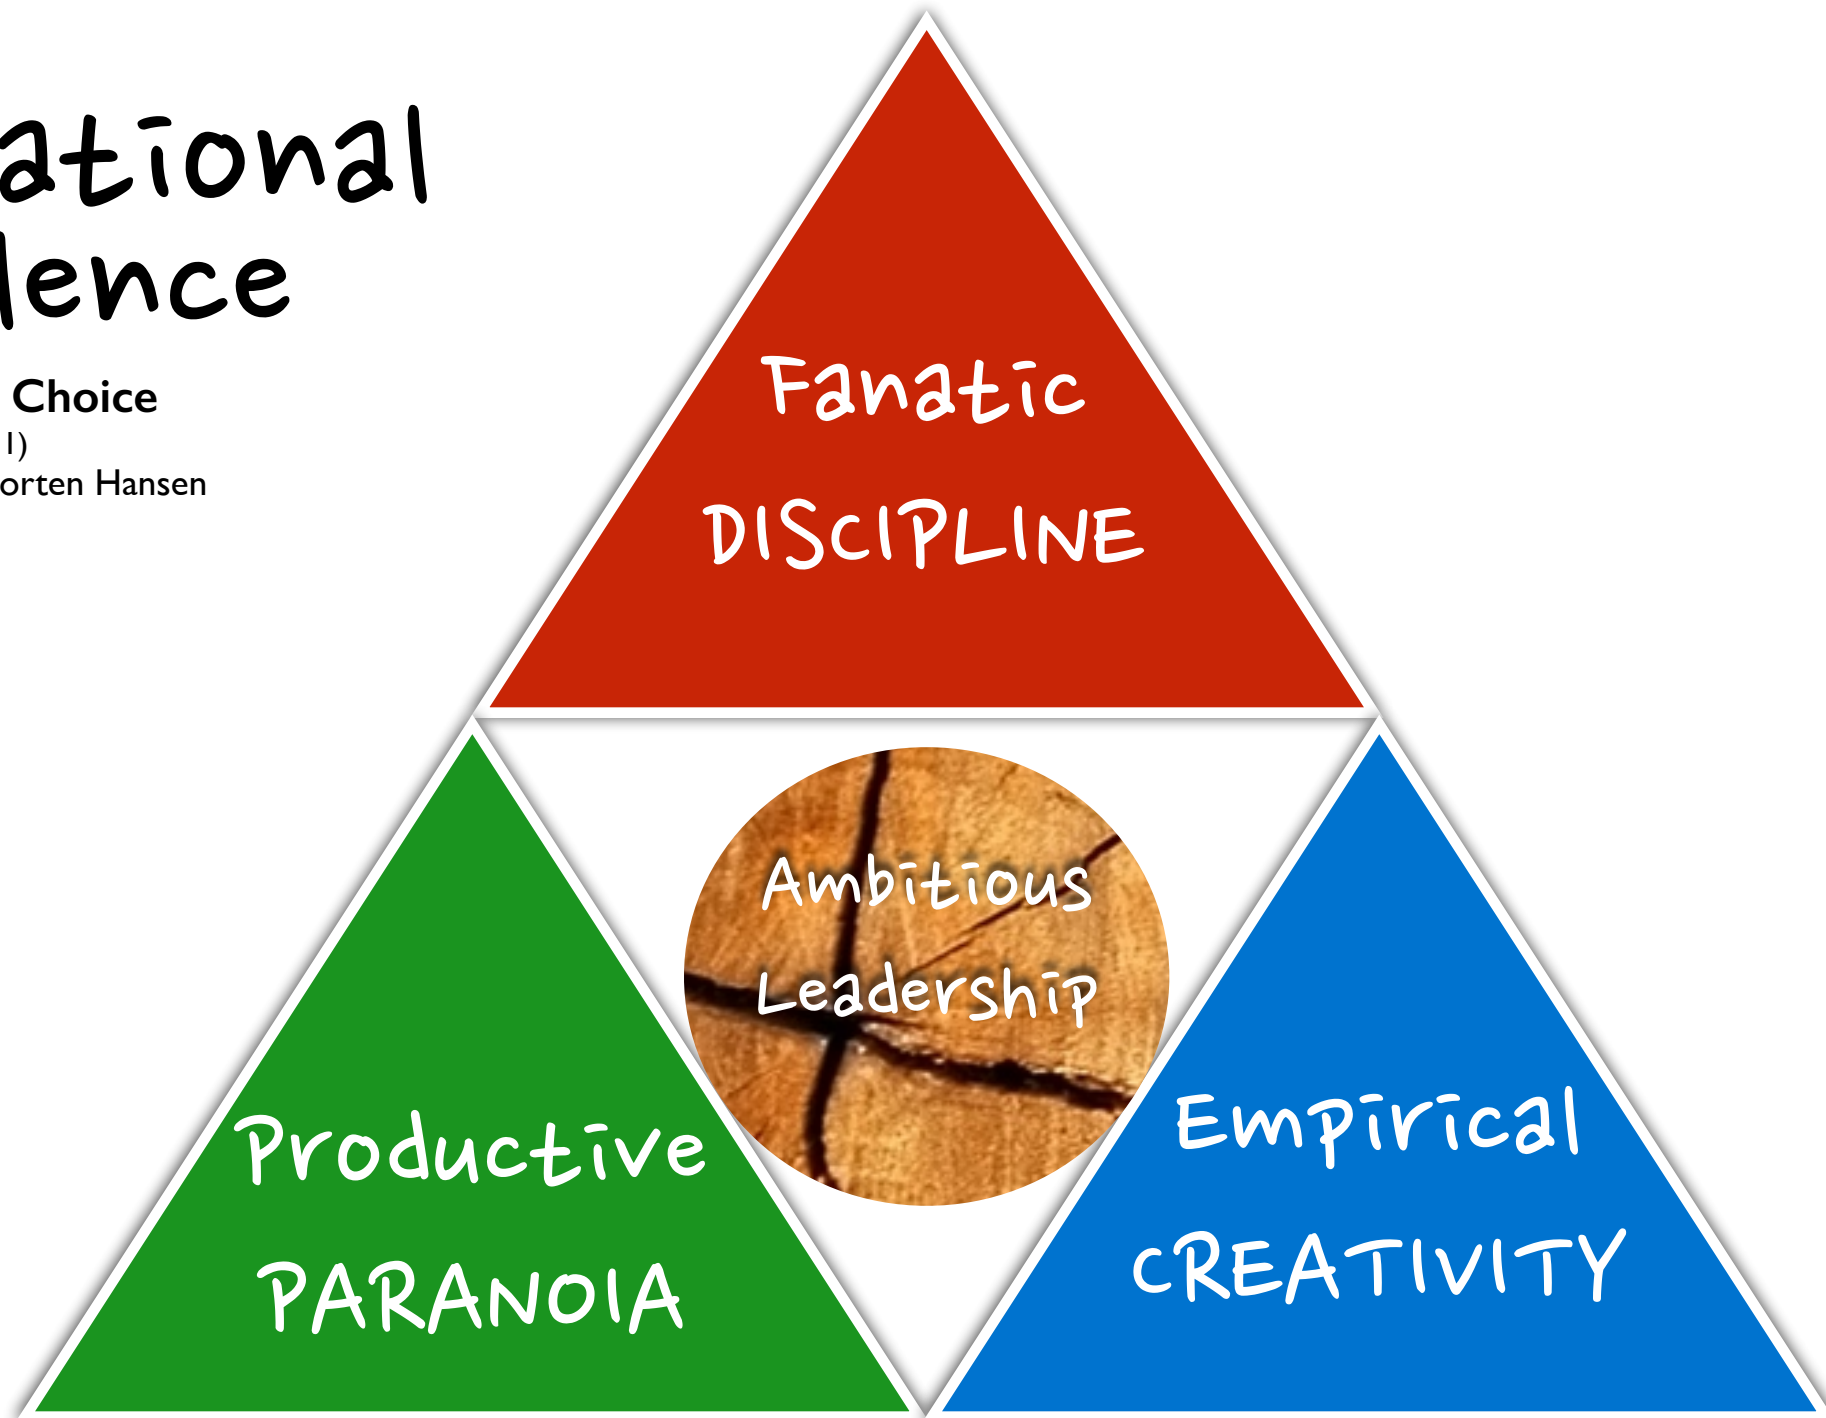 ational
lence
Choice
1)
orten Hansen
Fanatic
DISCIPLINE
Ambitious
Leadership
Productive
PARANOIA
Empirical
CREATIVITY